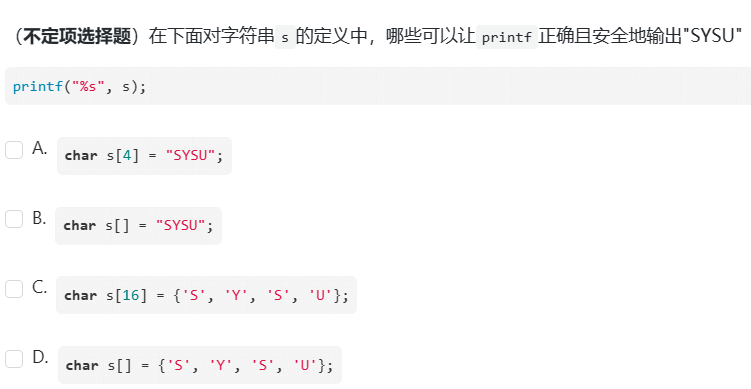 （不定项选择题）在下面对字符串 s 的定义中，哪些可以让 printf 正确且安全地输出"SYSU"
printf("%s", s);
A. char s[4] = "SYSU";
B. char s[] = "SYSU";
C. char s[16] = {'S', 'Y', 'S', 'U'};
D. char s[] = {'S', 'Y', 'S', 'U'};